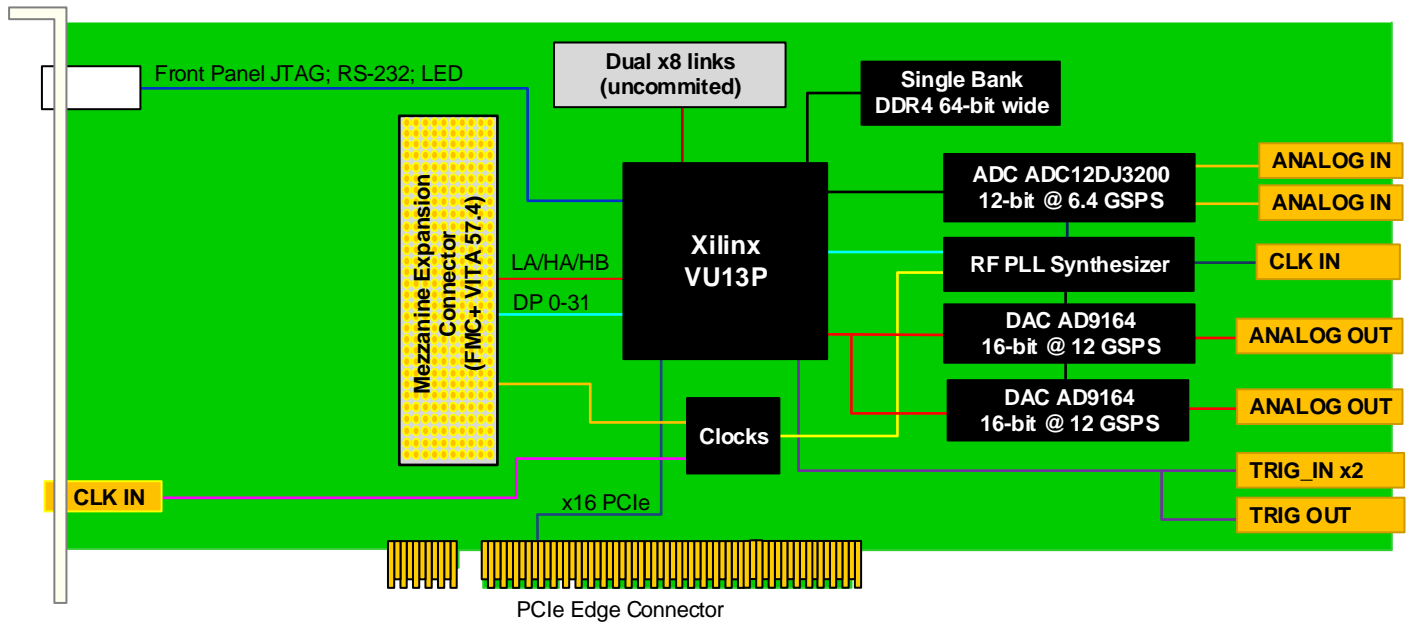 Front Panel JTAG; RS-232; LED
Dual x8 links
(uncommited)
Single Bank
DDR4 64-bit wide
Mezzanine Expansion
Connector
(FMC+ VITA 57.4)
LA/HA/HB
DP 0-31
Xilinx
VU13P
ADC ADC12DJ3200
12-bit @ 6.4 GSPS
RF PLL Synthesizer
DAC AD9164
16-bit @ 12 GSPS
DAC AD9164
16-bit @ 12 GSPS
ANALOG IN
ANALOG IN
CLK IN
ANALOG OUT
ANALOG OUT
TRIG_IN x2
TRIG OUT
Clocks
CLK IN
x16 PCIe
PCIe Edge Connector